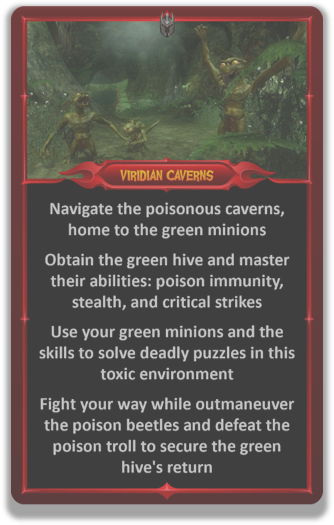 VIRIDIAN CAVERNS
Navigate the poisonous caverns,
home to the green minions
Obtain the green hive and master
their abilities: poison immunity,
stealth, and critical strikes
Use your green minions and the
skills to solve deadly puzzles in this
toxic environment
Fight your way while outmaneuver
the poison beetles and defeat the
poison troll to secure the green
hive's return